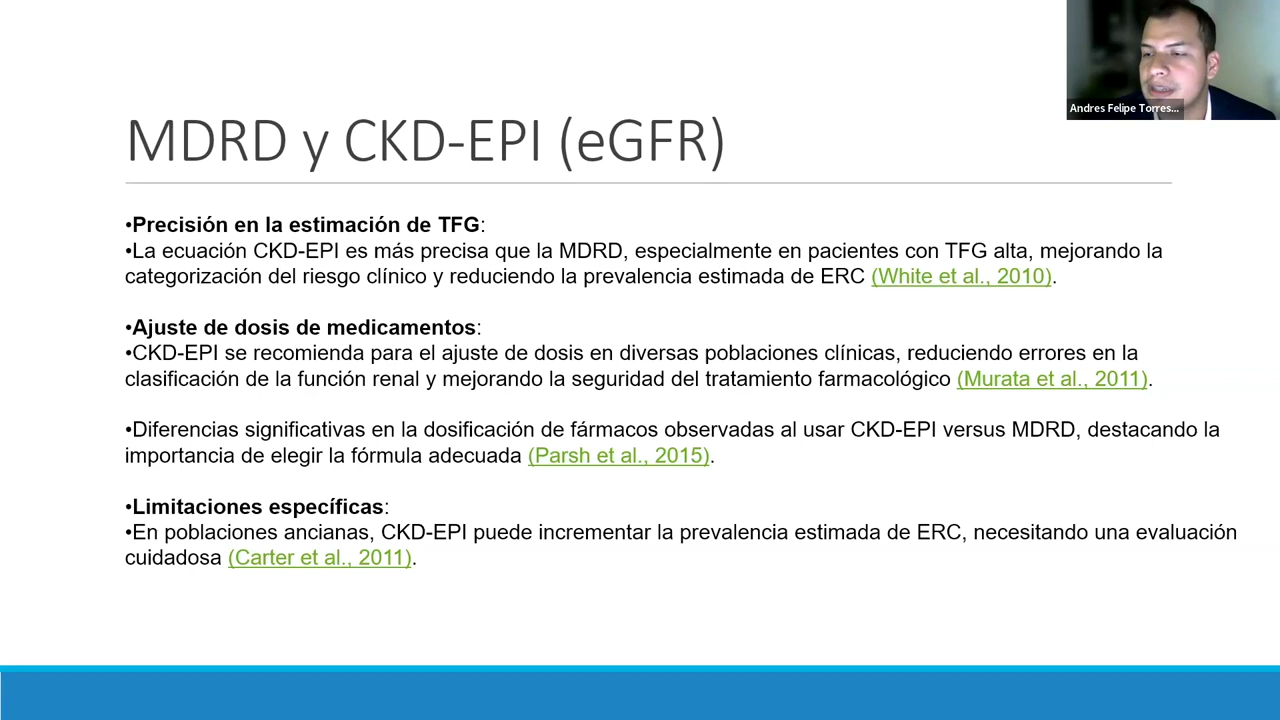 Andres Felipe Torres...
MDRD y CKD-EPI (eGFR)
•Precisión en la estimación de TFG:
•La ecuación CKD-EPI es más precisa que la MDRD, especialmente en pacientes con TFG alta, mejorando la
categorización del riesgo clínico y reduciendo la prevalencia estimada de ERC (White et al., 2010).
•Ajuste de dosis de medicamentos:
•CKD-EPI se recomienda para el ajuste de dosis en diversas poblaciones clínicas, reduciendo errores en la
clasificación de la función renal y mejorando la seguridad del tratamiento farmacológico (Murata et al., 2011).
•Diferencias significativas en la dosificación de fármacos observadas al usar CKD-EPI versus MDRD, destacando la
importancia de elegir la fórmula adecuada (Parsh et al., 2015).
•Limitaciones específicas:
•En poblaciones ancianas, CKD-EPI puede incrementar la prevalencia estimada de ERC, necesitando una evaluación
cuidadosa (Carter et al., 2011).